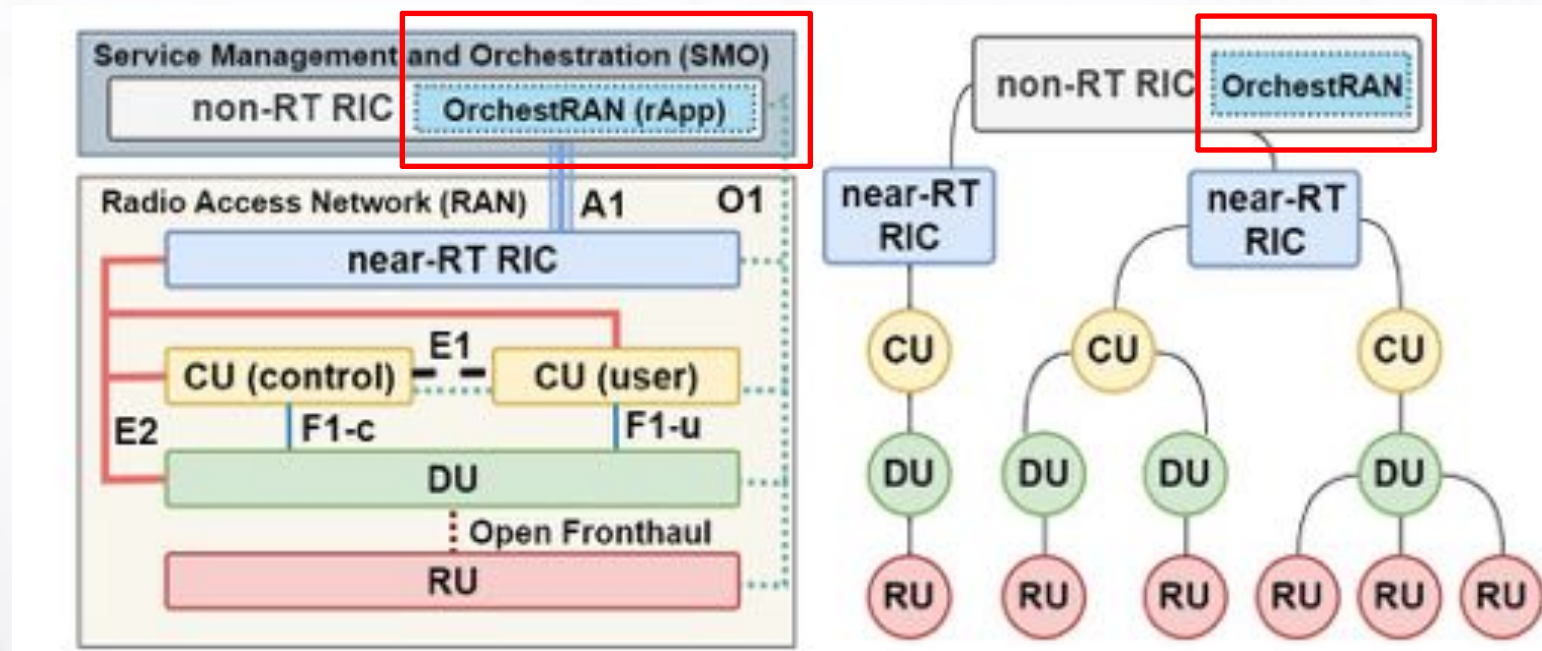 Service Management and Orchestration (SMO)
non-RT RIC
OrchestRAN (rApp)
Radio Access Network (RAN)
A1
O1
near-RT RIC
E1
CU (control)
CU (user)
E2
F1-c
F1-u
DU
Open Fronthaul
RU
non-RT RIC
OrchestRAN
near-RT
RIC
near-RT
RIC
CU
CU
CU
DU
DU
DU
DU
RU
RU
RU
RU
RU
RU